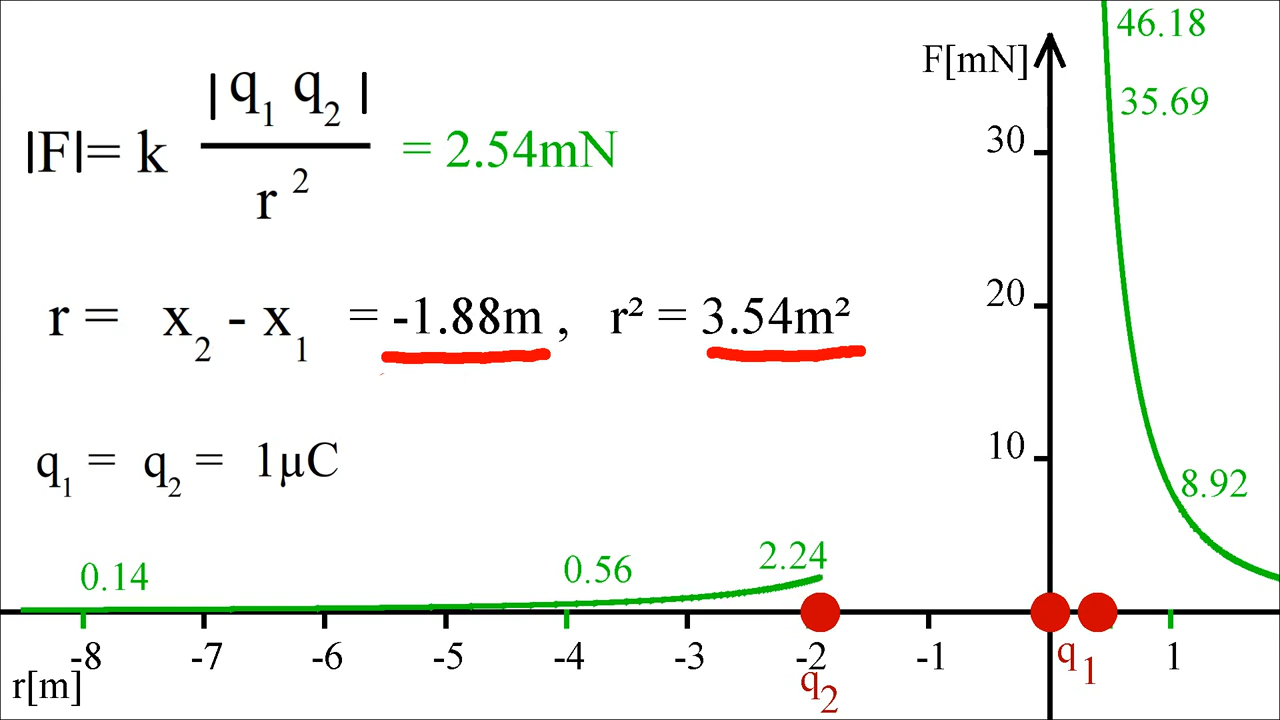 |F|= k |q₁ q₂| / r² = 2.54mN
r = x₂ - x₁ = -1.88m , r² = 3.54m²
q₁ = q₂ = 1µC
F[mN]
46.18
35.69
30
20
10
8.92
0.14
0.56
2.24
-8 -7 -6 -5 -4 -3 -2 -1 1
r[m]
q₂
q₁